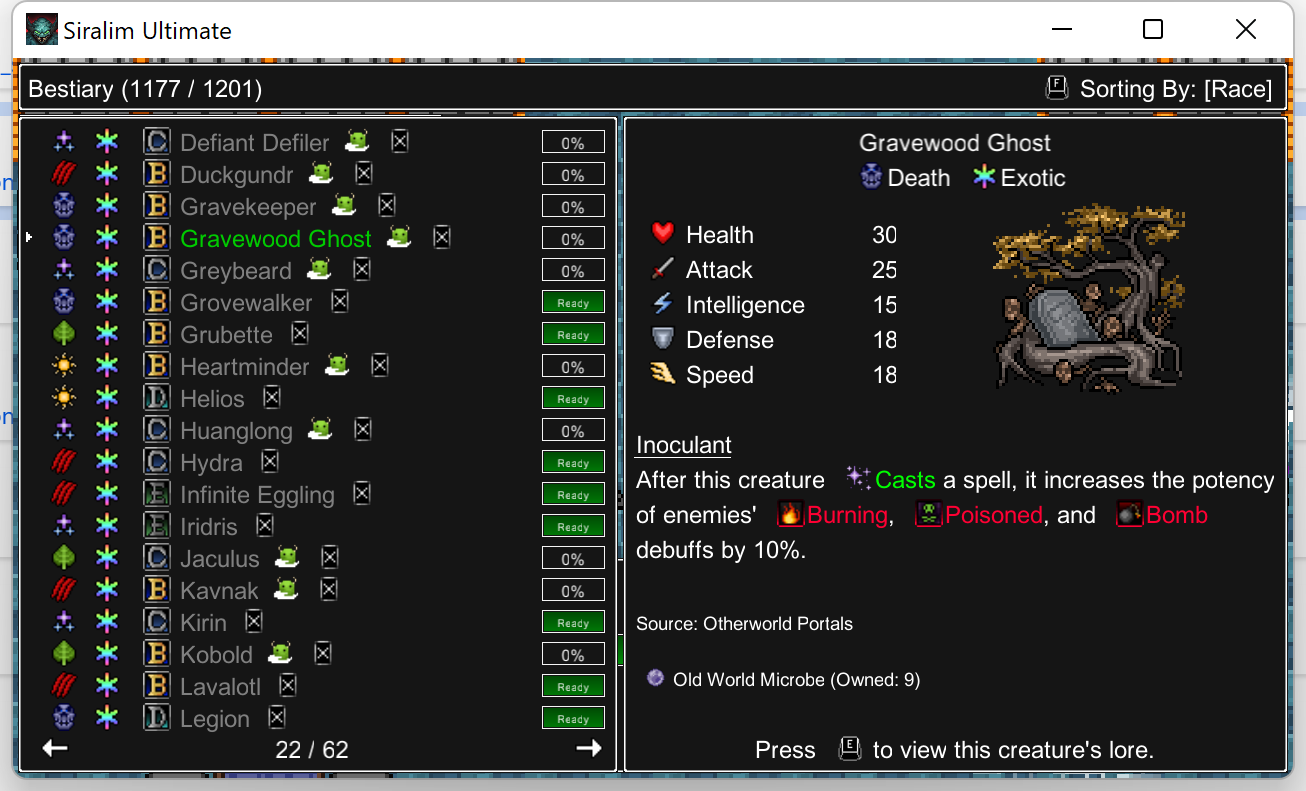 Siralim Ultimate
Bestiary (1177 / 1201)
F Sorting By: [Race]
C Defiant Defiler 0%
B Duckgundr 0%
B Gravekeeper 0%
B Gravewood Ghost 0%
C Greybeard 0%
B Grovewalker Ready
B Grubette Ready
B Heartminder 0%
D Helios Ready
C Huanglong 0%
C Hydra Ready
E Infinite Eggling Ready
E Iridris Ready
C Jaculus 0%
B Kavnak 0%
C Kirin Ready
B Kobold 0%
B Lavalotl Ready
D Legion Ready
22 / 62
Gravewood Ghost
Death Exotic
Health 30
Attack 25
Intelligence 15
Defense 18
Speed 18
Inoculant
After this creature Casts a spell, it increases the potency
of enemies' Burning, Poisoned, and Bomb
debuffs by 10%.
Source: Otherworld Portals
Old World Microbe (Owned: 9)
Press E to view this creature's lore.